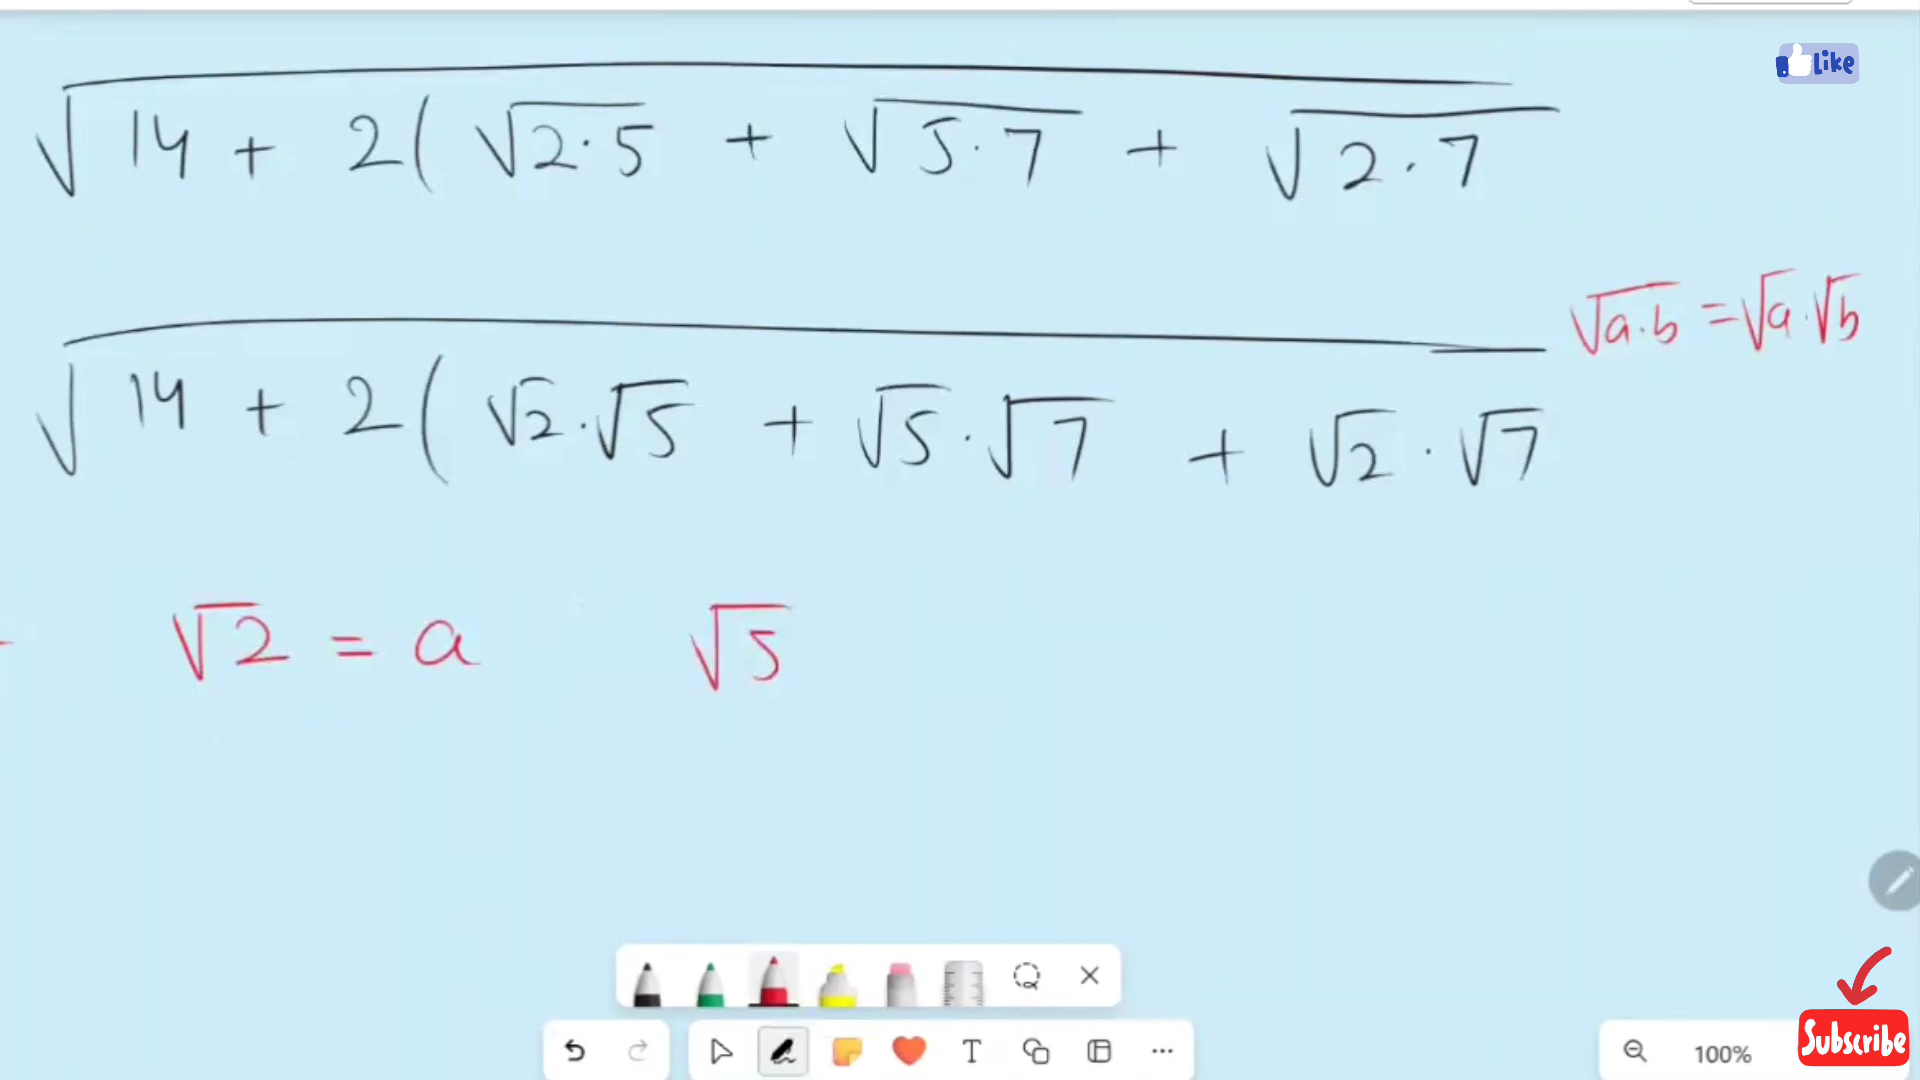 Like
√14 + 2(√2·5 + √5·7 + √2·7
√a·b = √a·√b
√14 + 2(√2·√5 + √5·√7 + √2·√7
√2 = a √5
T
100%
Subscribe